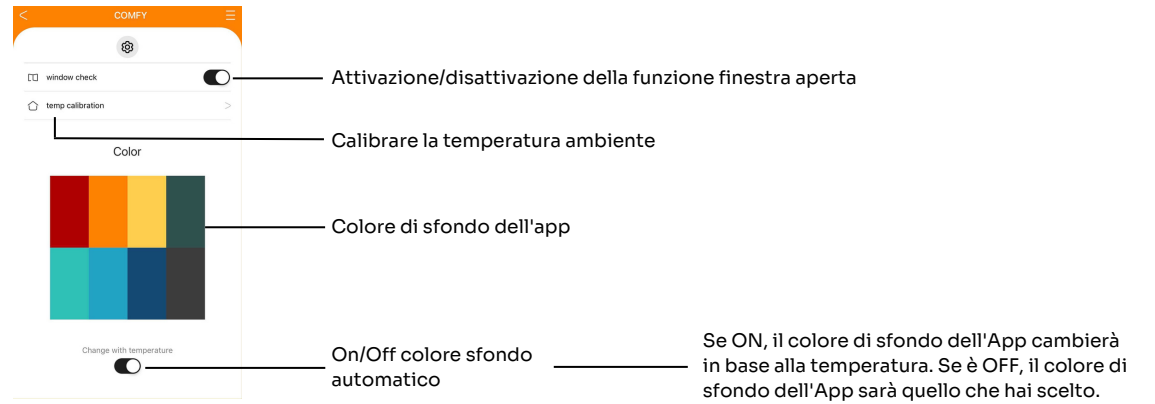 COMFY
window check
Attivazione/disattivazione della funzione finestra aperta
temp calibration
Calibrare la temperatura ambiente
Color
Colore di sfondo dell'app
Change with temperature
On/Off colore sfondo
automatico
Se ON, il colore di sfondo dell'App cambierà
in base alla temperatura. Se è OFF, il colore di
sfondo dell'App sarà quello che hai scelto.